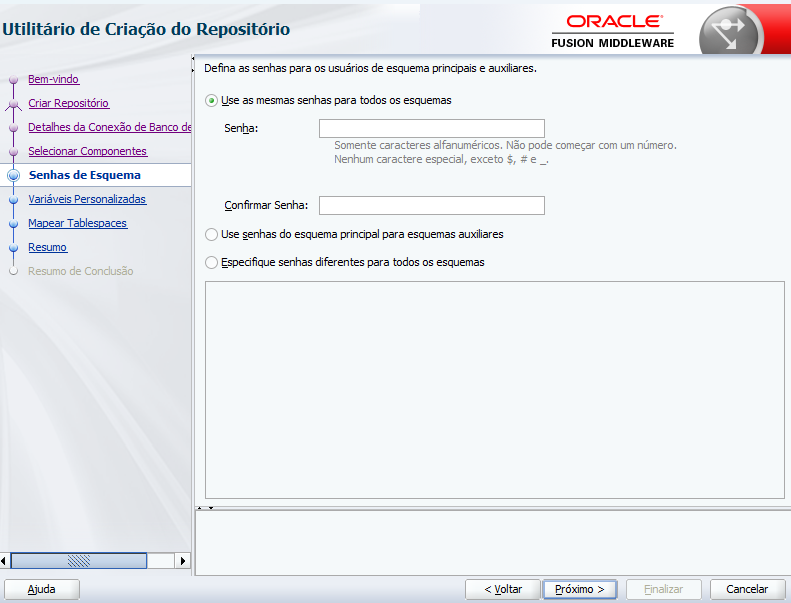 Utilitário de Criação do Repositório
ORACLE
FUSION MIDDLEWARE
Bem-vindo
Criar Repositório
Detalhes da Conexão de Banco de
Selecionar Componentes
Senhas de Esquema
Variáveis Personalizadas
Mapear Tablespaces
Resumo
Resumo de Conclusão
Defina as senhas para os usuários de esquema principais e auxiliares.
Use as mesmas senhas para todos os esquemas
Senha:
Somente caracteres alfanuméricos. Não pode começar com um número.
Nenhum caractere especial, exceto $, # e _.
Confirmar Senha:
Use senhas do esquema principal para esquemas auxiliares
Especifique senhas diferentes para todos os esquemas
Ajuda
< Voltar
Próximo >
Finalizar
Cancelar